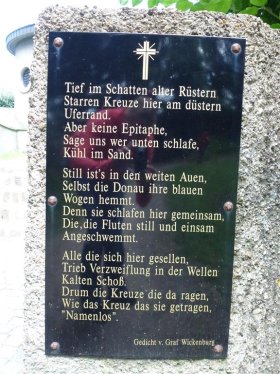 Tief im Schatten alter Rüstern
Starren Kreuze hier am düstern
Uferrand.
Aber keine Epitaphe,
Sage uns wer unten schlafe,
Kühl im Sand.
Still ist's in den weiten Auen,
Selbst die Donau ihre blauen
Wogen hemmt.
Denn sie schlafen hier gemeinsam,
Die, die Fluten still und einsam
Angeschwemmt.
Alle die sich hier gesellen,
Trieb Verzweiflung in der Wellen
Kalten Schoß.
Drum die Kreuze die da ragen,
Wie das Kreuz das sie getragen,
"Namenlos".
Gedicht v. Graf Wickenburg